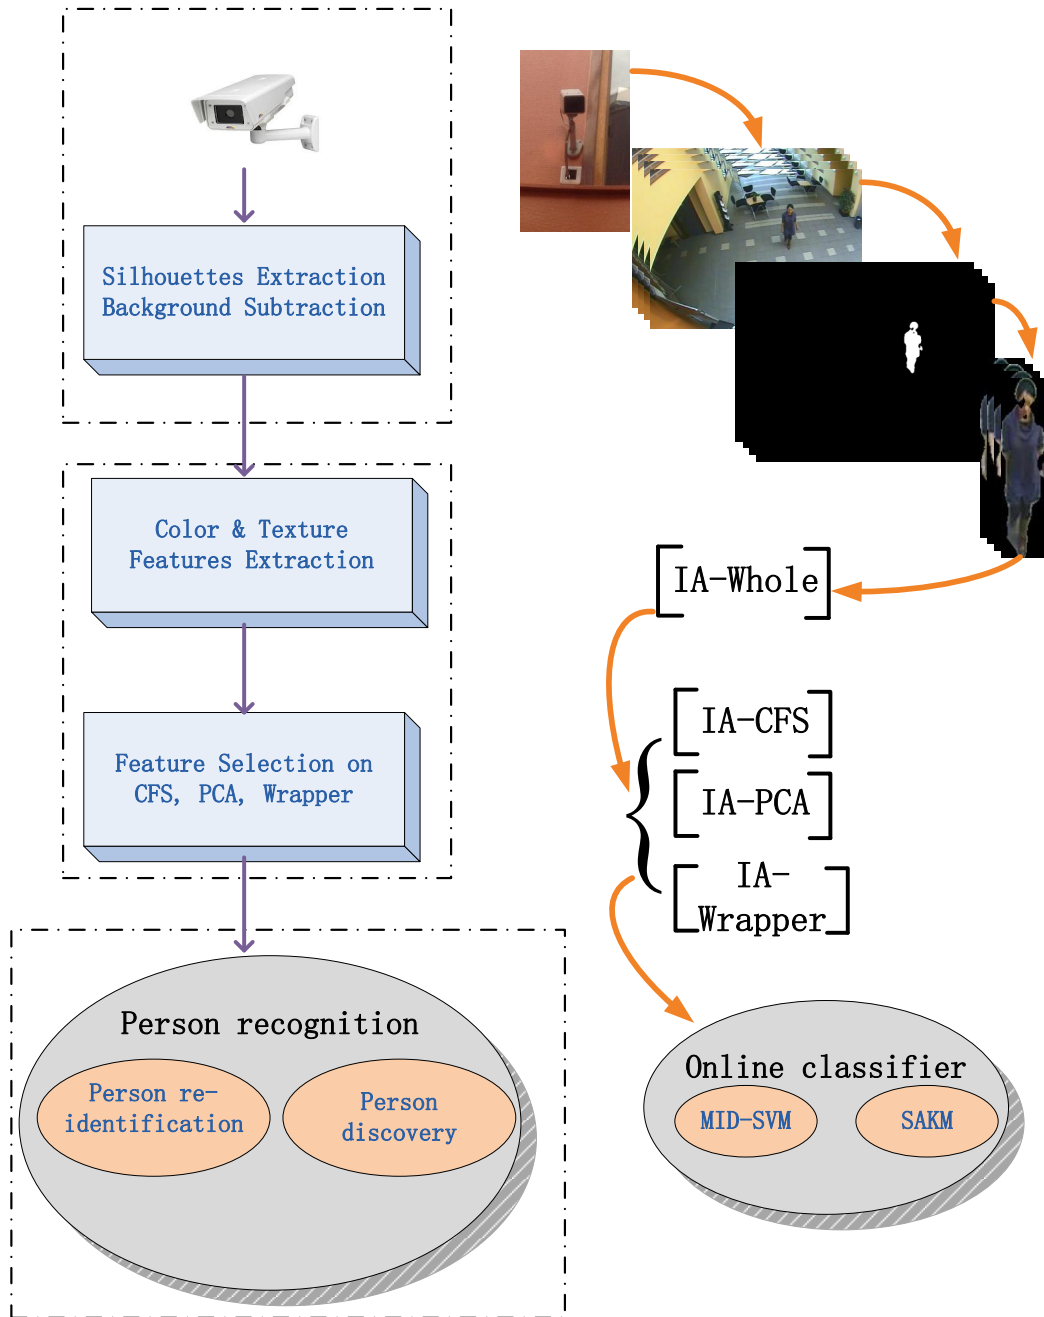 Silhouettes Extraction
Background Subtraction
Color & Texture
Features Extraction
Feature Selection on
CFS, PCA, Wrapper
Person recognition
Person re-
identification
Person
discovery
IA-Whole
IA-CFS
IA-PCA
IA-
Wrapper
Online classifier
MID-SVM
SAKM